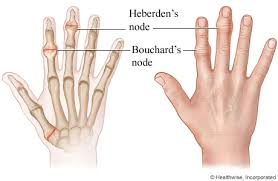 Heberden's
node
Bouchard's
node
© Healthwise, Incorporated